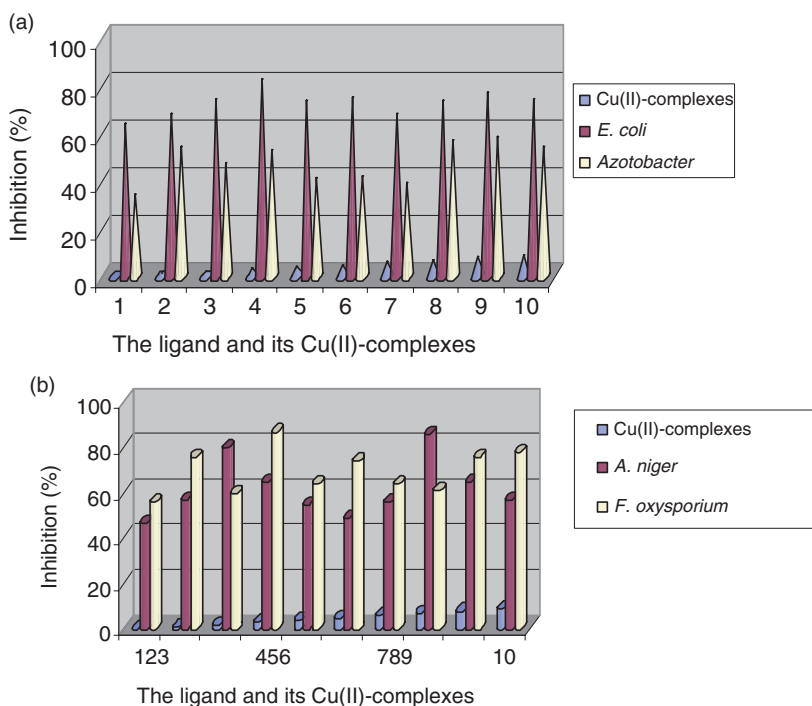 (a)
100
80
60
40
20
0
Inhibition (%)
1 2 3 4 5 6 7 8 9 10
The ligand and its Cu(II)-complexes
Cu(II)-complexes
E. coli
Azotobacter
(b)
100
80
60
40
20
0
Inhibition (%)
123 456 789 10
The ligand and its Cu(II)-complexes
Cu(II)-complexes
A. niger
F. oxysporium